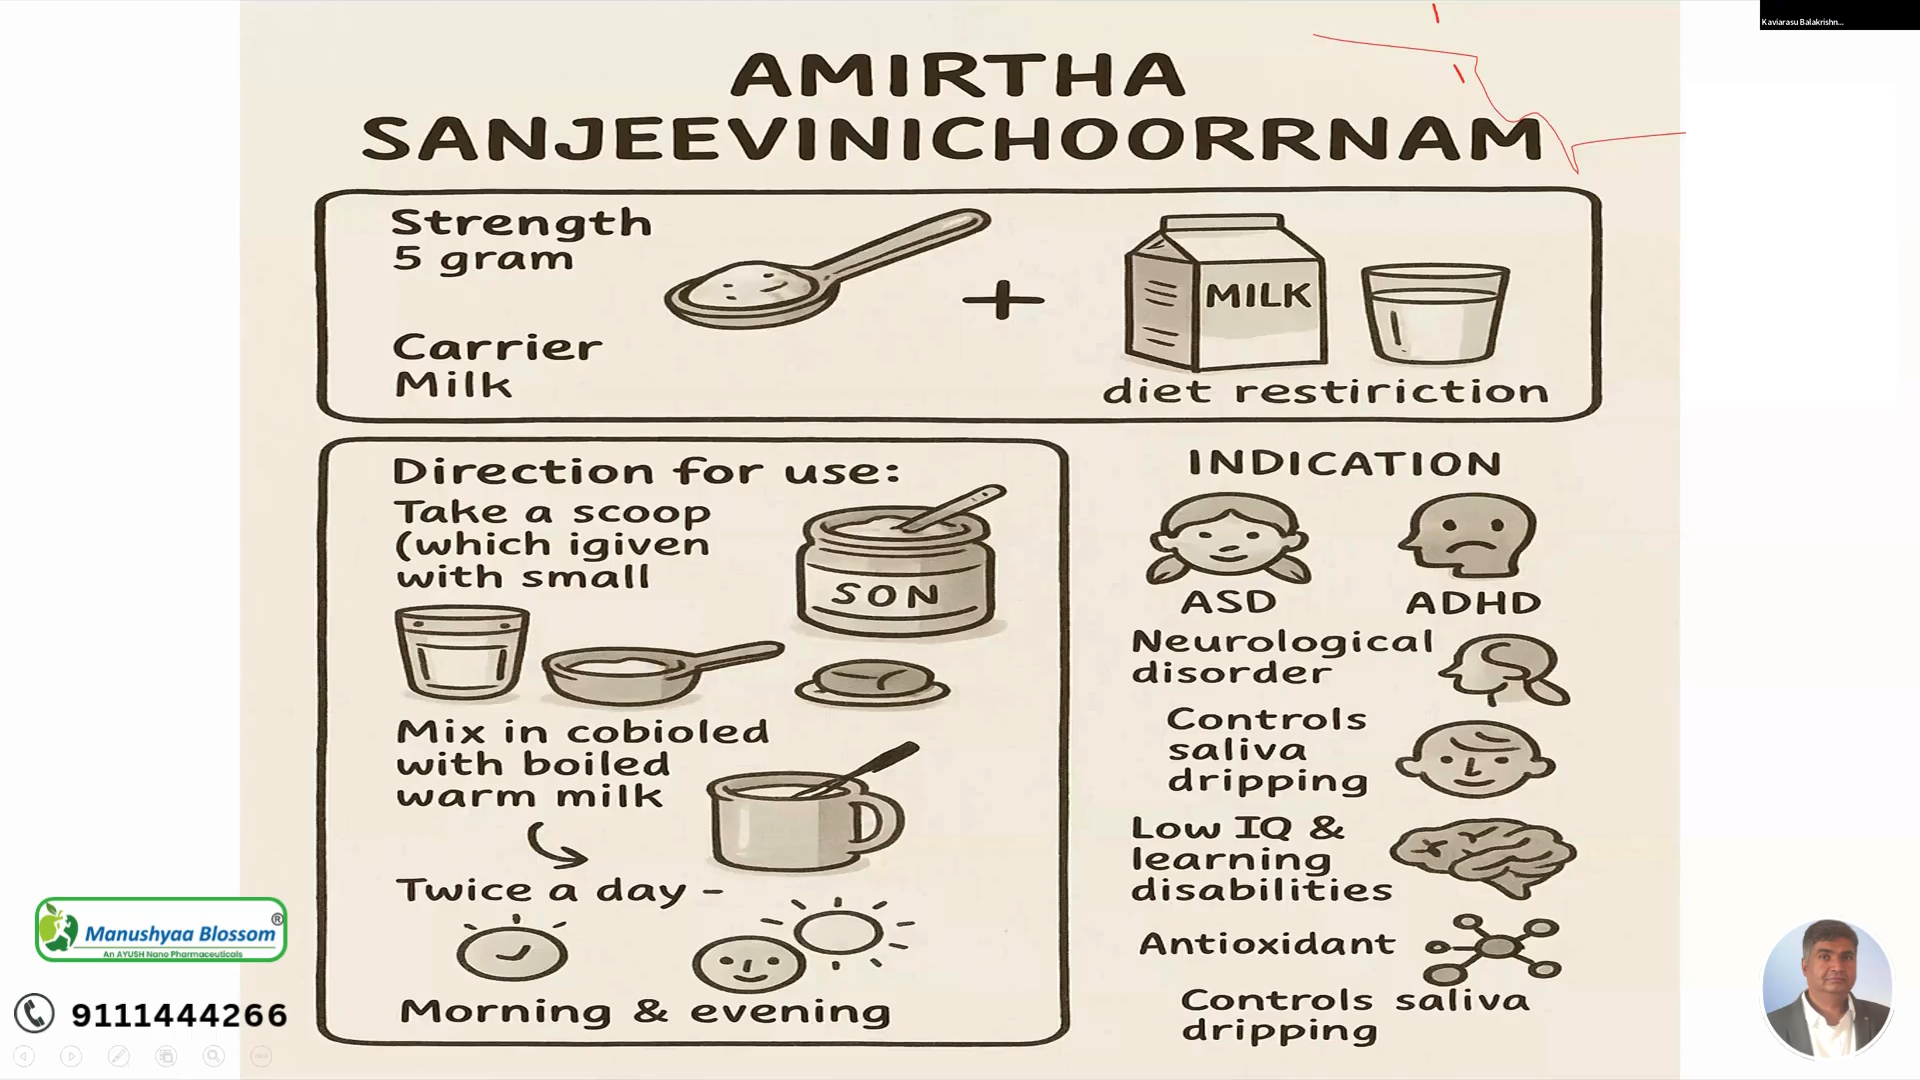 Kaviarasu Balakrishn...
AMIRTHA
SANJEEVINICHOORRNAM
Strength
5 gram
Carrier
Milk
MILK
diet restiriction
Direction for use:
Take a scoop
(which igiven
with small
SON
Mix in cobioled
with boiled
warm milk
Twice a day -
Morning & evening
INDICATION
ASD
ADHD
Neurological
disorder
Controls
saliva
dripping
Low IQ &
learning
disabilities
Antioxidant
Controls saliva
dripping
Manushyaa Blossom ®
An AYUSH Nano Pharmaceuticals
9111444266